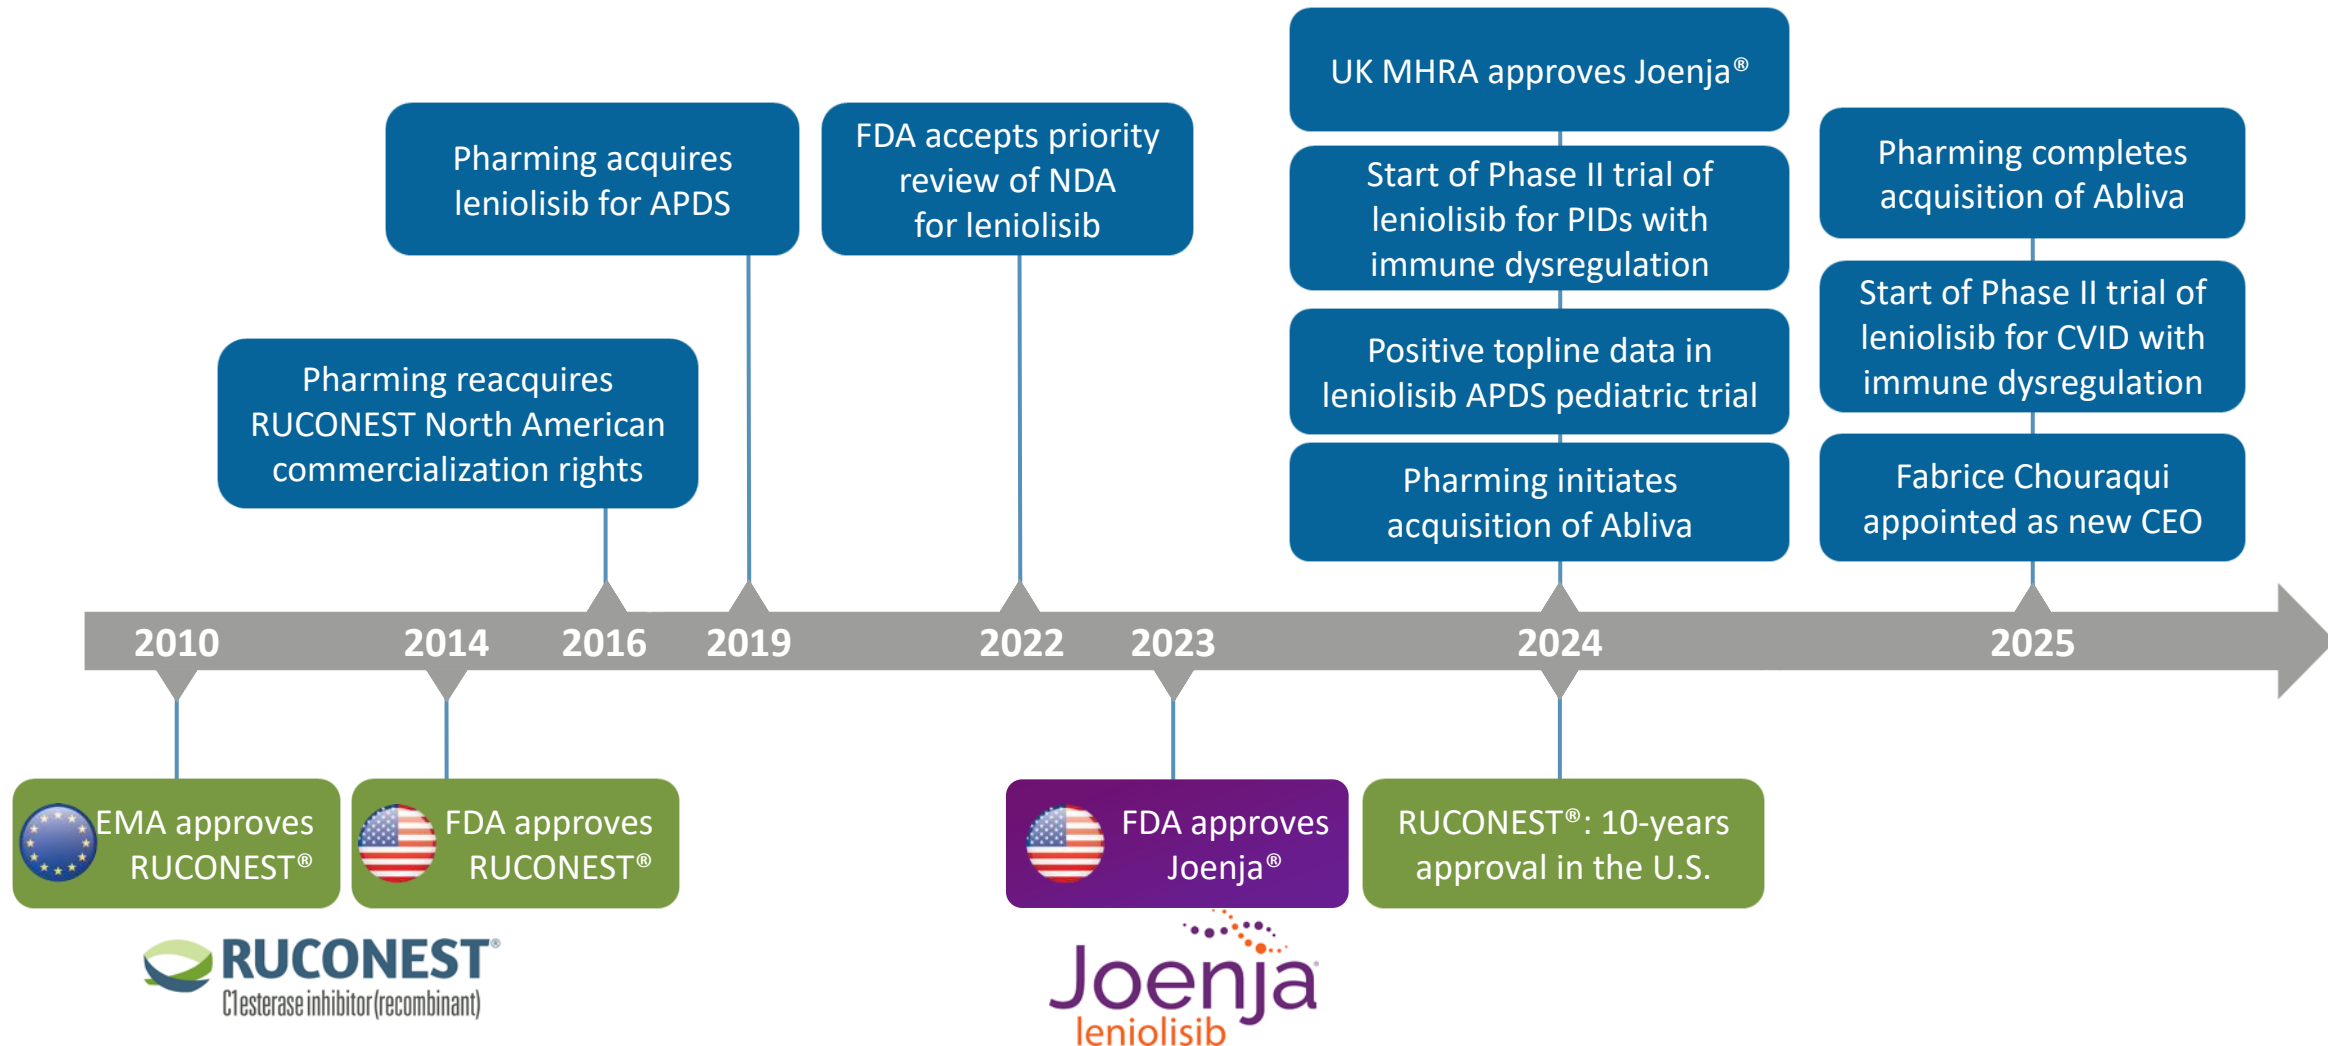 UK MHRA approves Joenja®
Pharming acquires
leniolisib for APDS
FDA accepts priority
review of NDA
for leniolisib
Start of Phase II trial of
leniolisib for PIDs with
immune dysregulation
Pharming completes
acquisition of Abliva
Pharming reacquires
RUCONEST North American
commercialization rights
Positive topline data in
leniolisib APDS pediatric trial
Start of Phase II trial of
leniolisib for CVID with
immune dysregulation
Pharming initiates
acquisition of Abliva
Fabrice Chouraqui
appointed as new CEO
2010 2014 2016 2019 2022 2023 2024 2025
EMA approves
RUCONEST®
FDA approves
RUCONEST®
FDA approves
Joenja®
RUCONEST®: 10-years
approval in the U.S.
RUCONEST®
C1 esterase inhibitor (recombinant)
Joenja
leniolisib